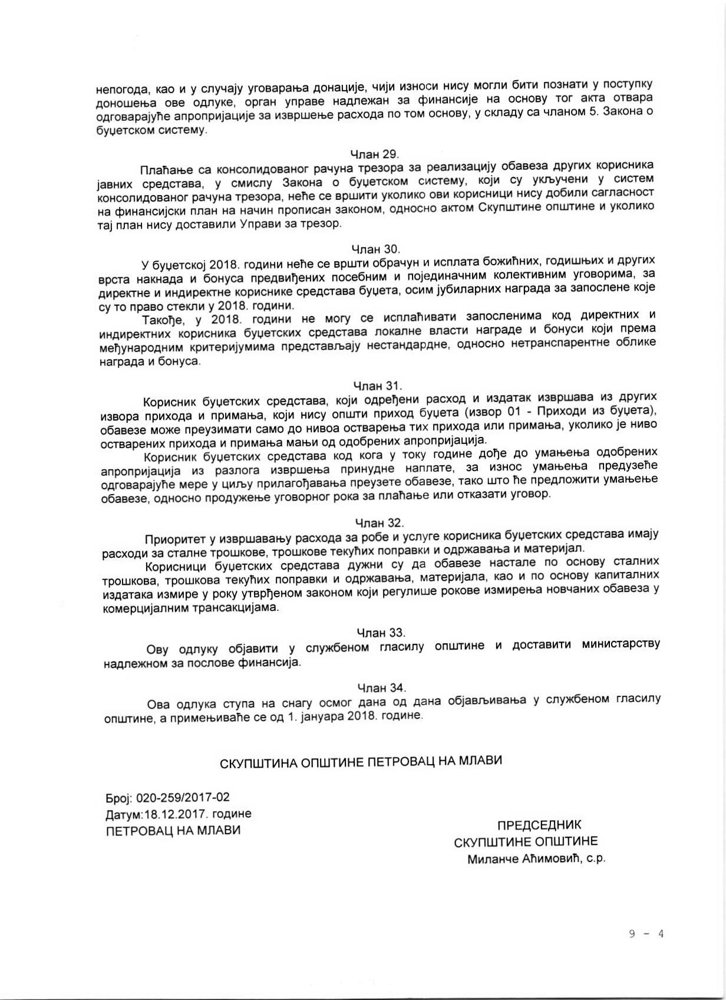 непогода, као и у случају уговарања донације, чији износи нису могли бити познати у поступку
доношења ове одлуке, орган управе надлежан за финансије на основу тог акта отвара
одговарајуће апропријације за извршење расхода по том основу, у складу са чланом 5. Закона о
буџетском систему.
Члан 29.
Плаћање са консолидованог рачуна трезора за реализацију обавеза других корисника
јавних средстава, у смислу Закона о буџетском систему, који су укључени у систем
консолидованог рачуна трезора, неће се вршити уколико ови корисници нису добили сагласност
на финансијски план на начин прописан законом, односно актом Скупштине општине и уколико
тај план нису доставили Управи за трезор.
Члан 30.
У буџетској 2018. години неће се вршти обрачун и исплата божићних, годишњих и других
врста накнада и бонуса предвиђених посебним и појединачним колективним уговорима, за
директне и индиректне кориснике средстава буџета, осим јубиларних награда за запослене које
су то право стекли у 2018. години.
Такође, у 2018. години не могу се исплаћивати запосленима код директних и
индиректних корисника буџетских средстава локалне власти награде и бонуси који према
међународним критеријумима представљају нестандардне, односно нетранспарентне облике
награда и бонуса.
Члан 31.
Корисник буџетских средстава, који одређени расход и издатак извршава из других
извора прихода и примања, који нису општи приход буџета (извор 01 - Приходи из буџета),
обавезе може преузимати само до нивоа остварења тих прихода или примања, уколико је ниво
остварених прихода и примања мањи од одобрених апропријација.
Корисник буџетских средстава код кога у току године дође до умањења одобрених
апропријација из разлога извршења принудне наплате, за износ умањења предузеће
одговарајуће мере у циљу прилагођавања преузете обавезе, тако што ће предложити умањење
обавезе, односно продужење уговорног рока за плаћање или отказати уговор.
Члан 32.
Приоритет у извршавању расхода за робе и услуге корисника буџетских средстава имају
расходи за сталне трошкове, трошкове текућих поправки и одржавања и материјал.
Корисници буџетских средстава дужни су да обавезе настале по основу сталних
трошкова, трошкова текућих поправки и одржавања, материјала, као и по основу капиталних
издатака измире у року утврђеном законом који регулише рокове измирења новчаних обавеза у
комерцијалним трансакцијама.
Члан 33.
Ову одлуку објавити у службеном гласилу општине и доставити министарству
надлежном за послове финансија.
Члан 34.
Ова одлука ступа на снагу осмог дана од дана објављивања у службеном гласилу
општине, а примењиваће се од 1. јануара 2018. године.
СКУПШТИНА ОПШТИНЕ ПЕТРОВАЦ НА МЛАВИ
Број: 020-259/2017-02
Датум:18.12.2017. године
ПЕТРОВАЦ НА МЛАВИ
ПРЕДСЕДНИК
СКУПШТИНЕ ОПШТИНЕ
Миланче Аћимовић, с.р.
9 - 4